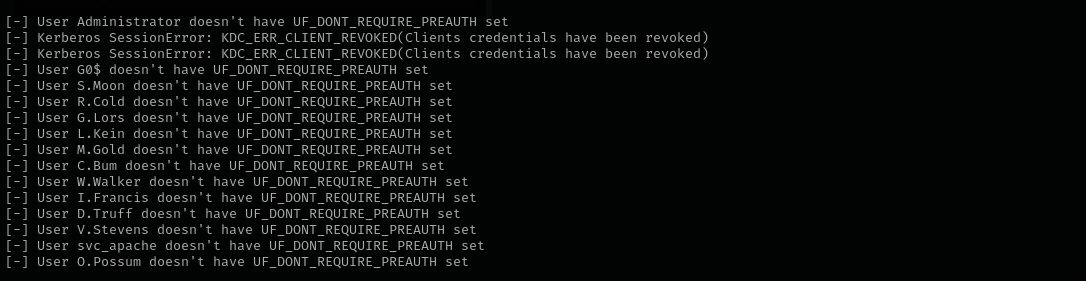 [-] User Administrator doesn't have UF_DONT_REQUIRE_PREAUTH set
[-] Kerberos SessionError: KDC_ERR_CLIENT_REVOKED(Clients credentials have been revoked)
[-] Kerberos SessionError: KDC_ERR_CLIENT_REVOKED(Clients credentials have been revoked)
[-] User G0$ doesn't have UF_DONT_REQUIRE_PREAUTH set
[-] User S.Moon doesn't have UF_DONT_REQUIRE_PREAUTH set
[-] User R.Cold doesn't have UF_DONT_REQUIRE_PREAUTH set
[-] User G.Lors doesn't have UF_DONT_REQUIRE_PREAUTH set
[-] User L.Kein doesn't have UF_DONT_REQUIRE_PREAUTH set
[-] User M.Gold doesn't have UF_DONT_REQUIRE_PREAUTH set
[-] User C.Bum doesn't have UF_DONT_REQUIRE_PREAUTH set
[-] User W.Walker doesn't have UF_DONT_REQUIRE_PREAUTH set
[-] User I.Francis doesn't have UF_DONT_REQUIRE_PREAUTH set
[-] User D.Truff doesn't have UF_DONT_REQUIRE_PREAUTH set
[-] User V.Stevens doesn't have UF_DONT_REQUIRE_PREAUTH set
[-] User svc_apache doesn't have UF_DONT_REQUIRE_PREAUTH set
[-] User O.Possum doesn't have UF_DONT_REQUIRE_PREAUTH set